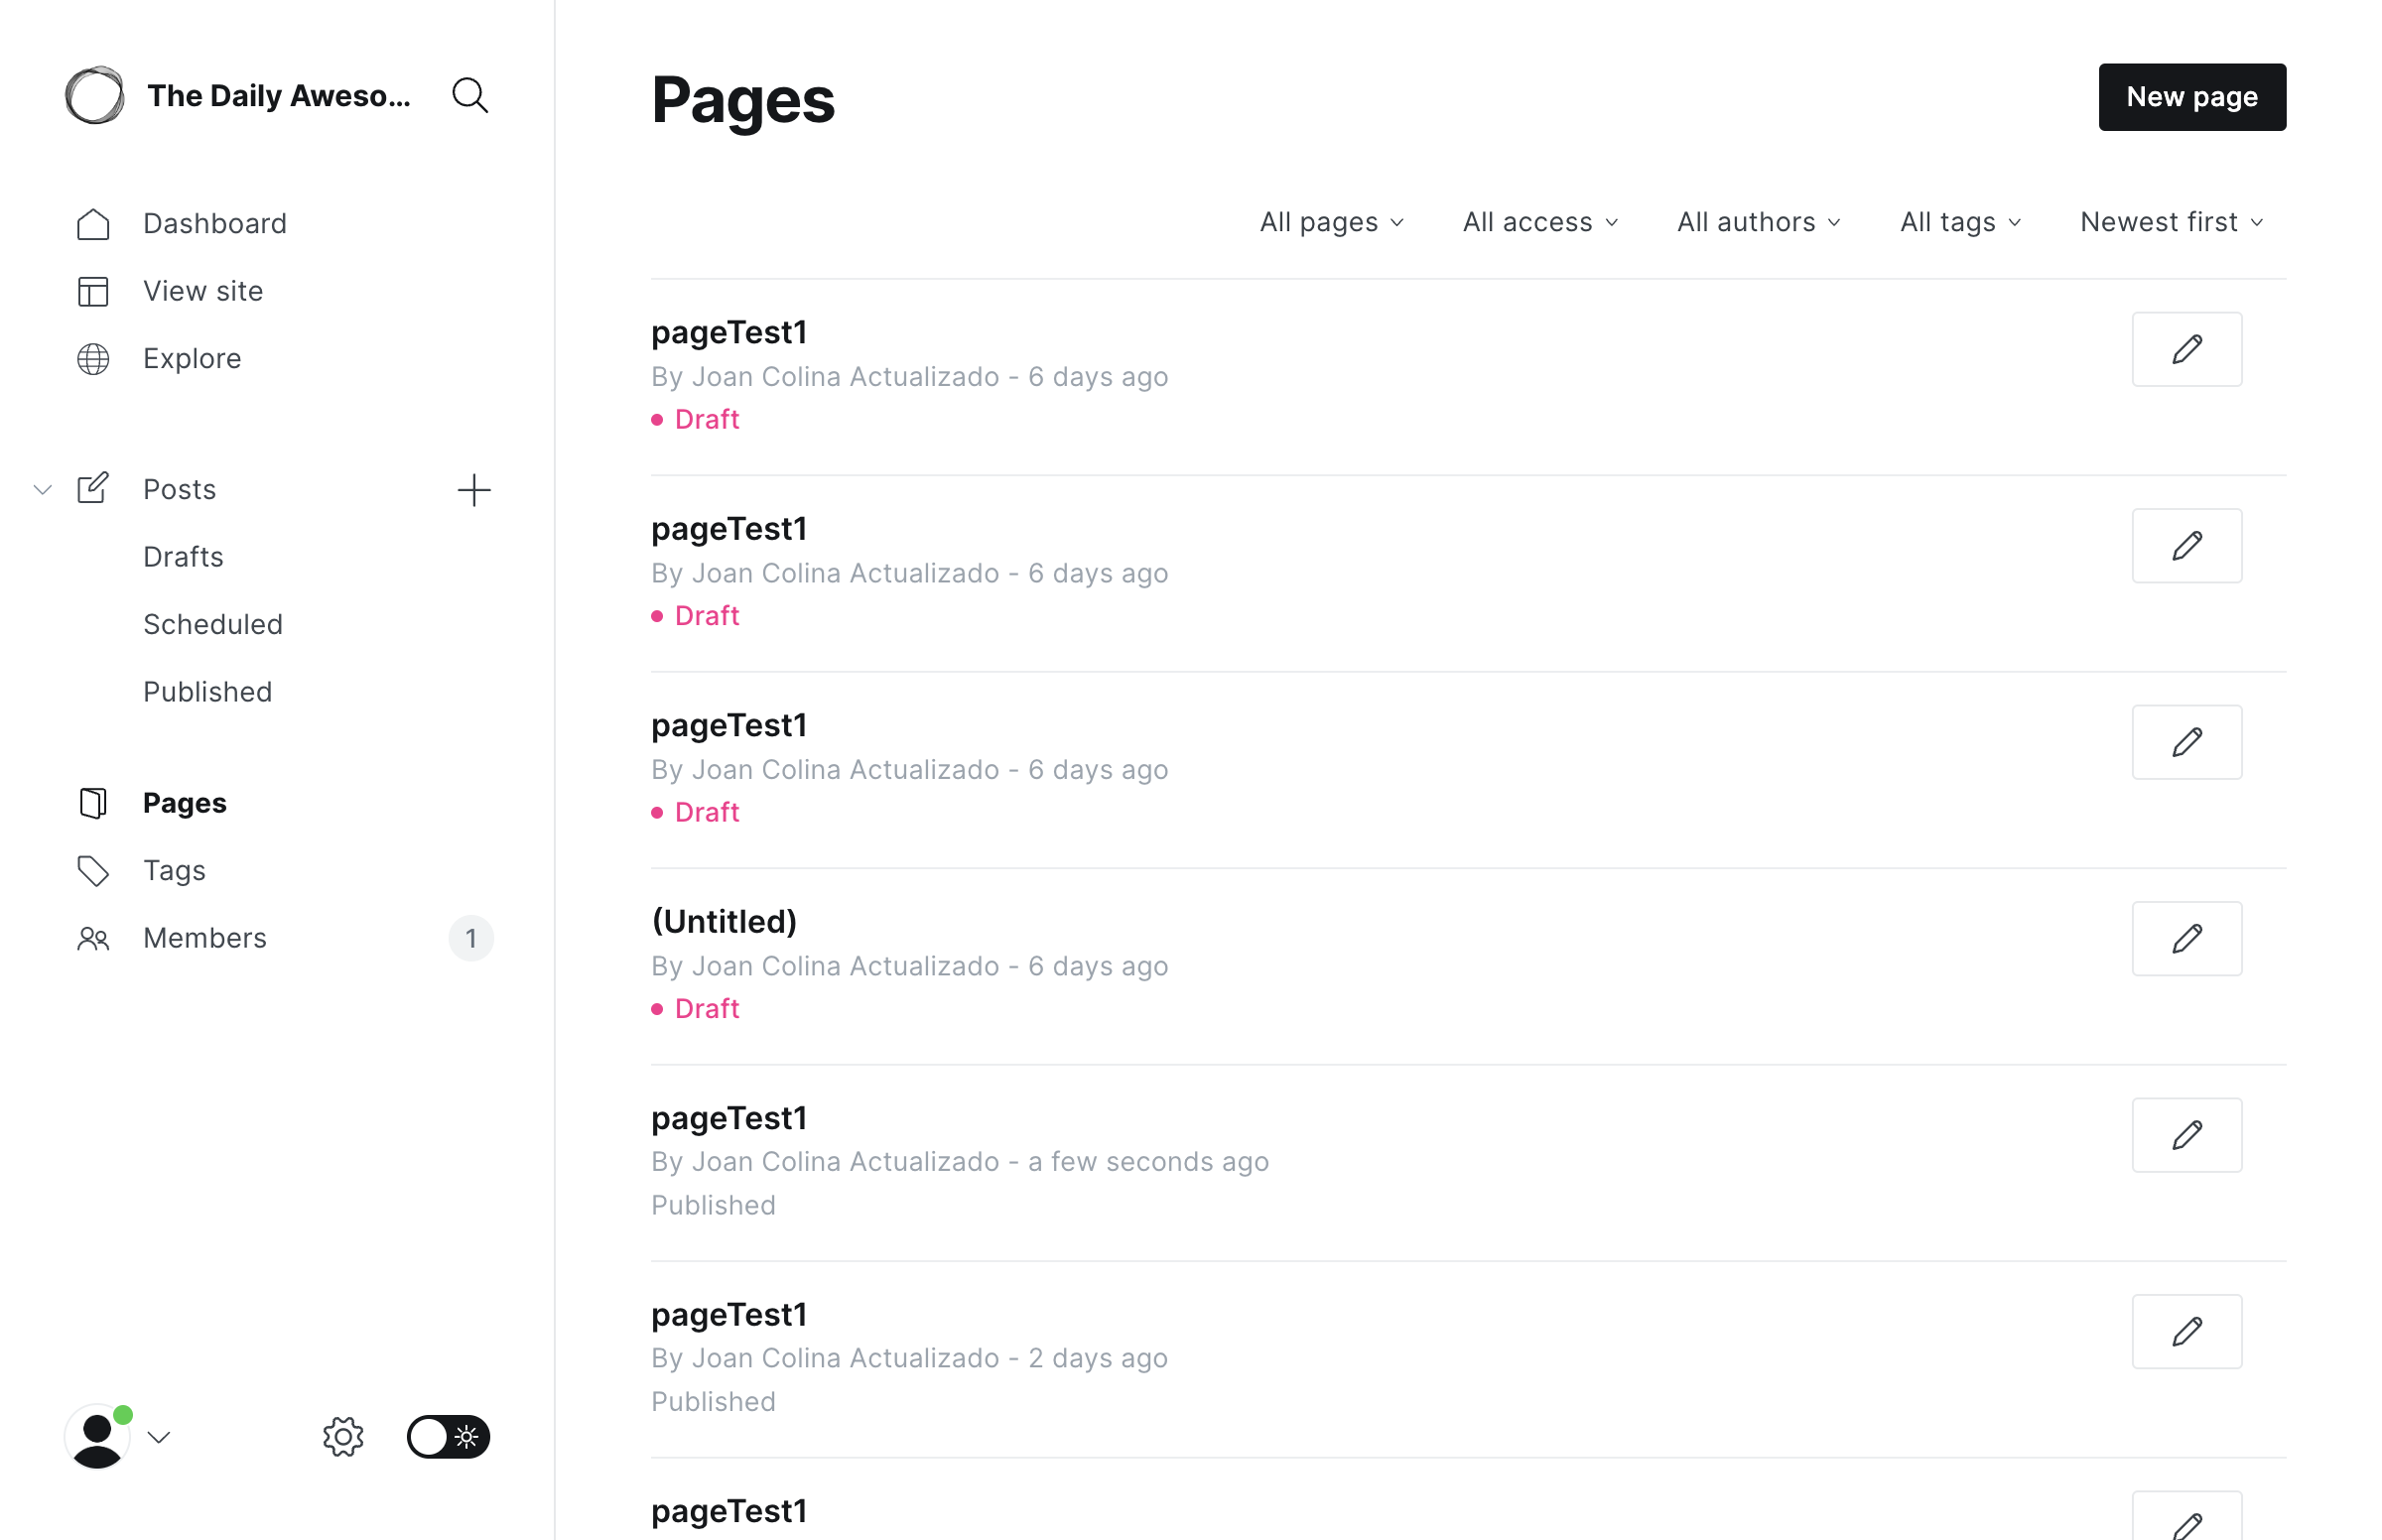 The Daily Aweso...
Dashboard
View site
Explore
Posts
Drafts
Scheduled
Published
Pages
Tags
Members
1
Pages
New page
All pages
All access
All authors
All tags
Newest first
pageTest1
By Joan Colina Actualizado - 6 days ago
Draft
pageTest1
By Joan Colina Actualizado - 6 days ago
Draft
pageTest1
By Joan Colina Actualizado - 6 days ago
Draft
(Untitled)
By Joan Colina Actualizado - 6 days ago
Draft
pageTest1
By Joan Colina Actualizado - a few seconds ago
Published
pageTest1
By Joan Colina Actualizado - 2 days ago
Published
pageTest1